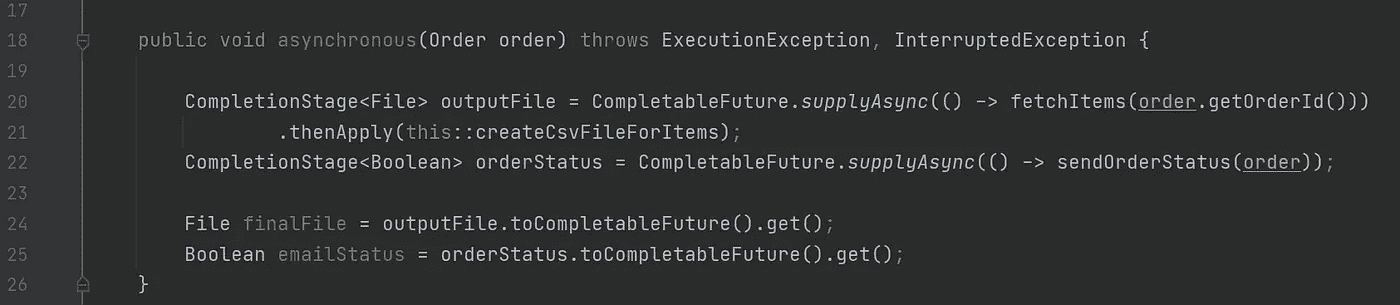 17
18 public void asynchronous(Order order) throws ExecutionException, InterruptedException {
19
20 CompletionStage<File> outputFile = CompletableFuture.supplyAsync(() -> fetchItems(order.getOrderId()))
21 .thenApply(this::createCsvFileForItems);
22 CompletionStage<Boolean> orderStatus = CompletableFuture.supplyAsync(() -> sendOrderStatus(order));
23
24 File finalFile = outputFile.toCompletableFuture().get();
25 Boolean emailStatus = orderStatus.toCompletableFuture().get();
26 }